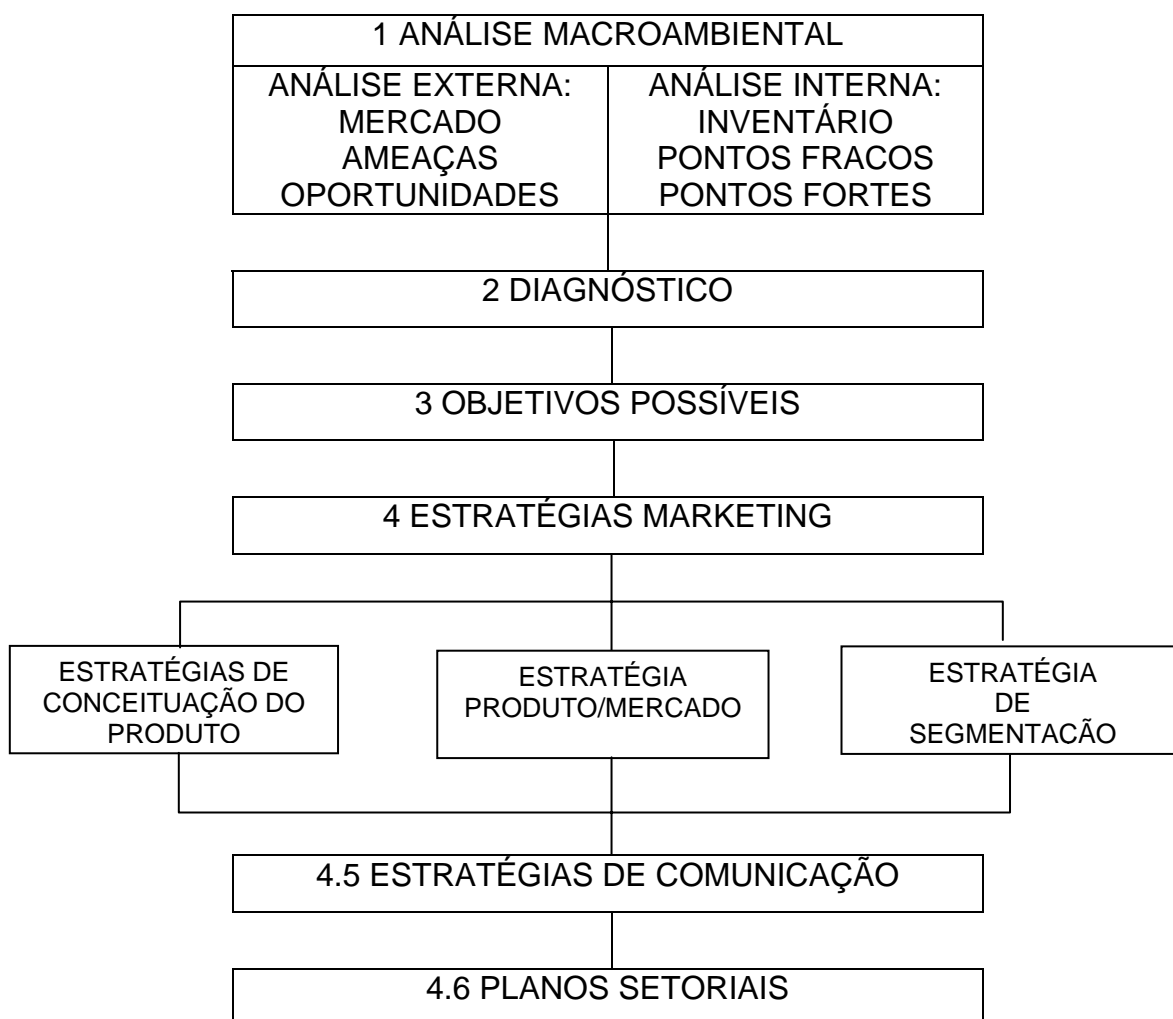 1 ANÁLISE MACROAMBIENTAL
ANÁLISE EXTERNA:
MERCADO
AMEAÇAS
OPORTUNIDADES
ANÁLISE INTERNA:
INVENTÁRIO
PONTOS FRACOS
PONTOS FORTES
2 DIAGNÓSTICO
3 OBJETIVOS POSSÍVEIS
4 ESTRATÉGIAS MARKETING
ESTRATÉGIAS DE
CONCEITUAÇÃO DO
PRODUTO
ESTRATÉGIA
PRODUTO/MERCADO
ESTRATÉGIA
DE
SEGMENTACÃO
4.5 ESTRATÉGIAS DE COMUNICAÇÃO
4.6 PLANOS SETORIAIS